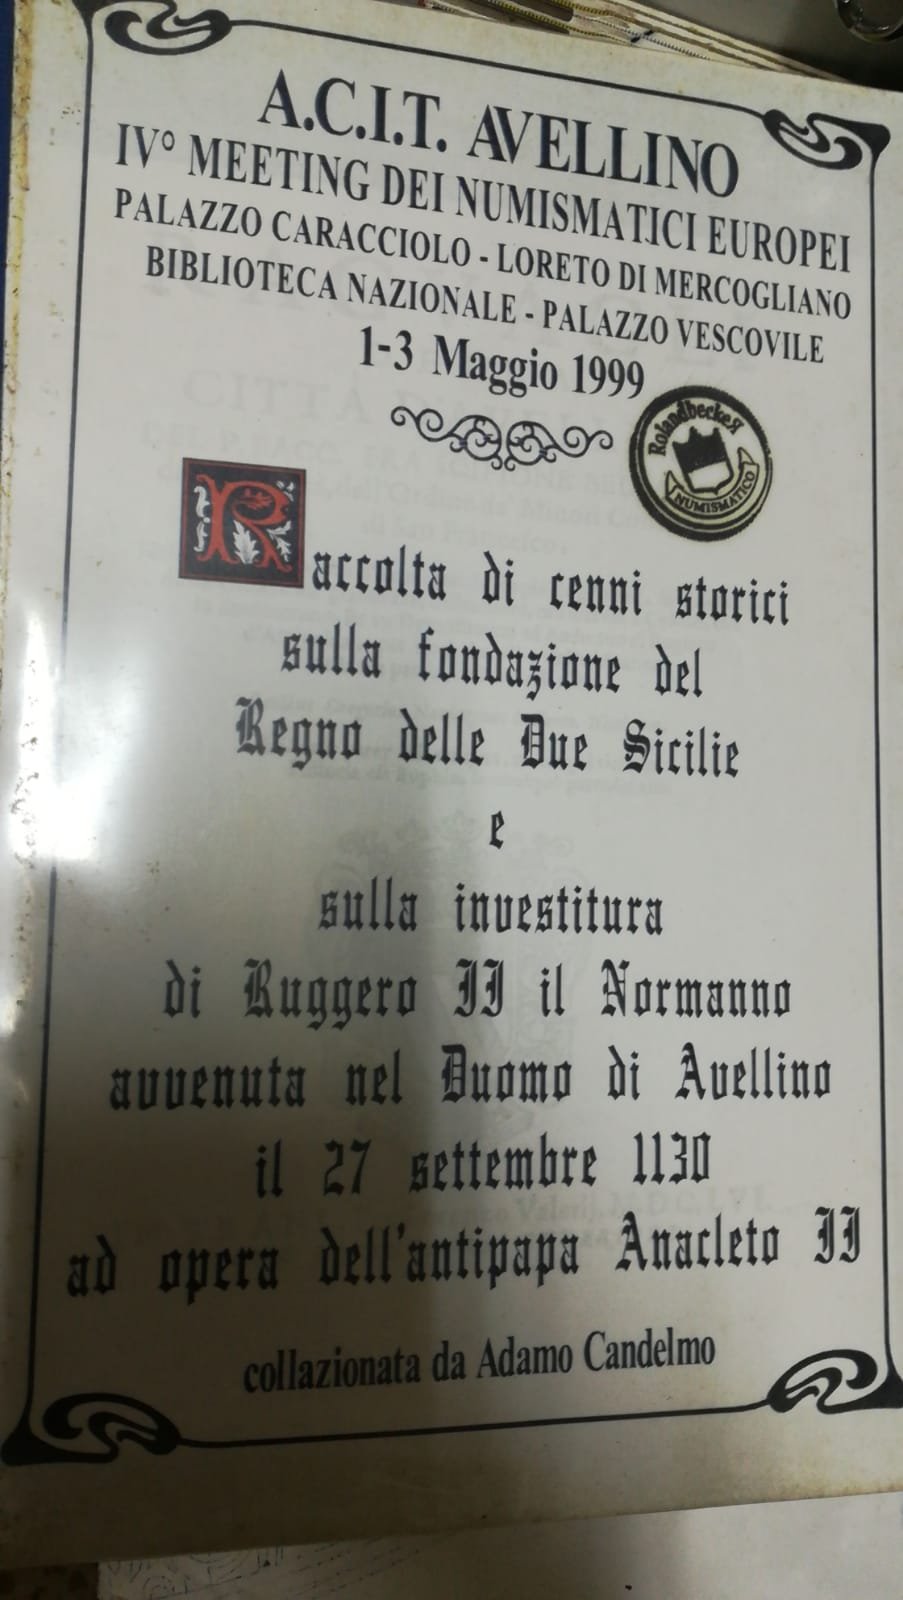 A.C.I.T. AVELLINO
IV° MEETING DEI NUMISMATICI EUROPEI
PALAZZO CARACCIOLO - LORETO DI MERCOGLIANO
BIBLIOTECA NAZIONALE - PALAZZO VESCOVILE
1-3 Maggio 1999
RolandbeckeR
NUMISMATICO
Raccolta di cenni storici
sulla fondazione del
Regno delle Due Sicilie
e
sulla investitura
di Ruggero II il Normanno
avvenuta nel Duomo di Avellino
il 27 settembre 1130
ad opera dell'antipapa Anacleto II
collazionata da Adamo Candelmo